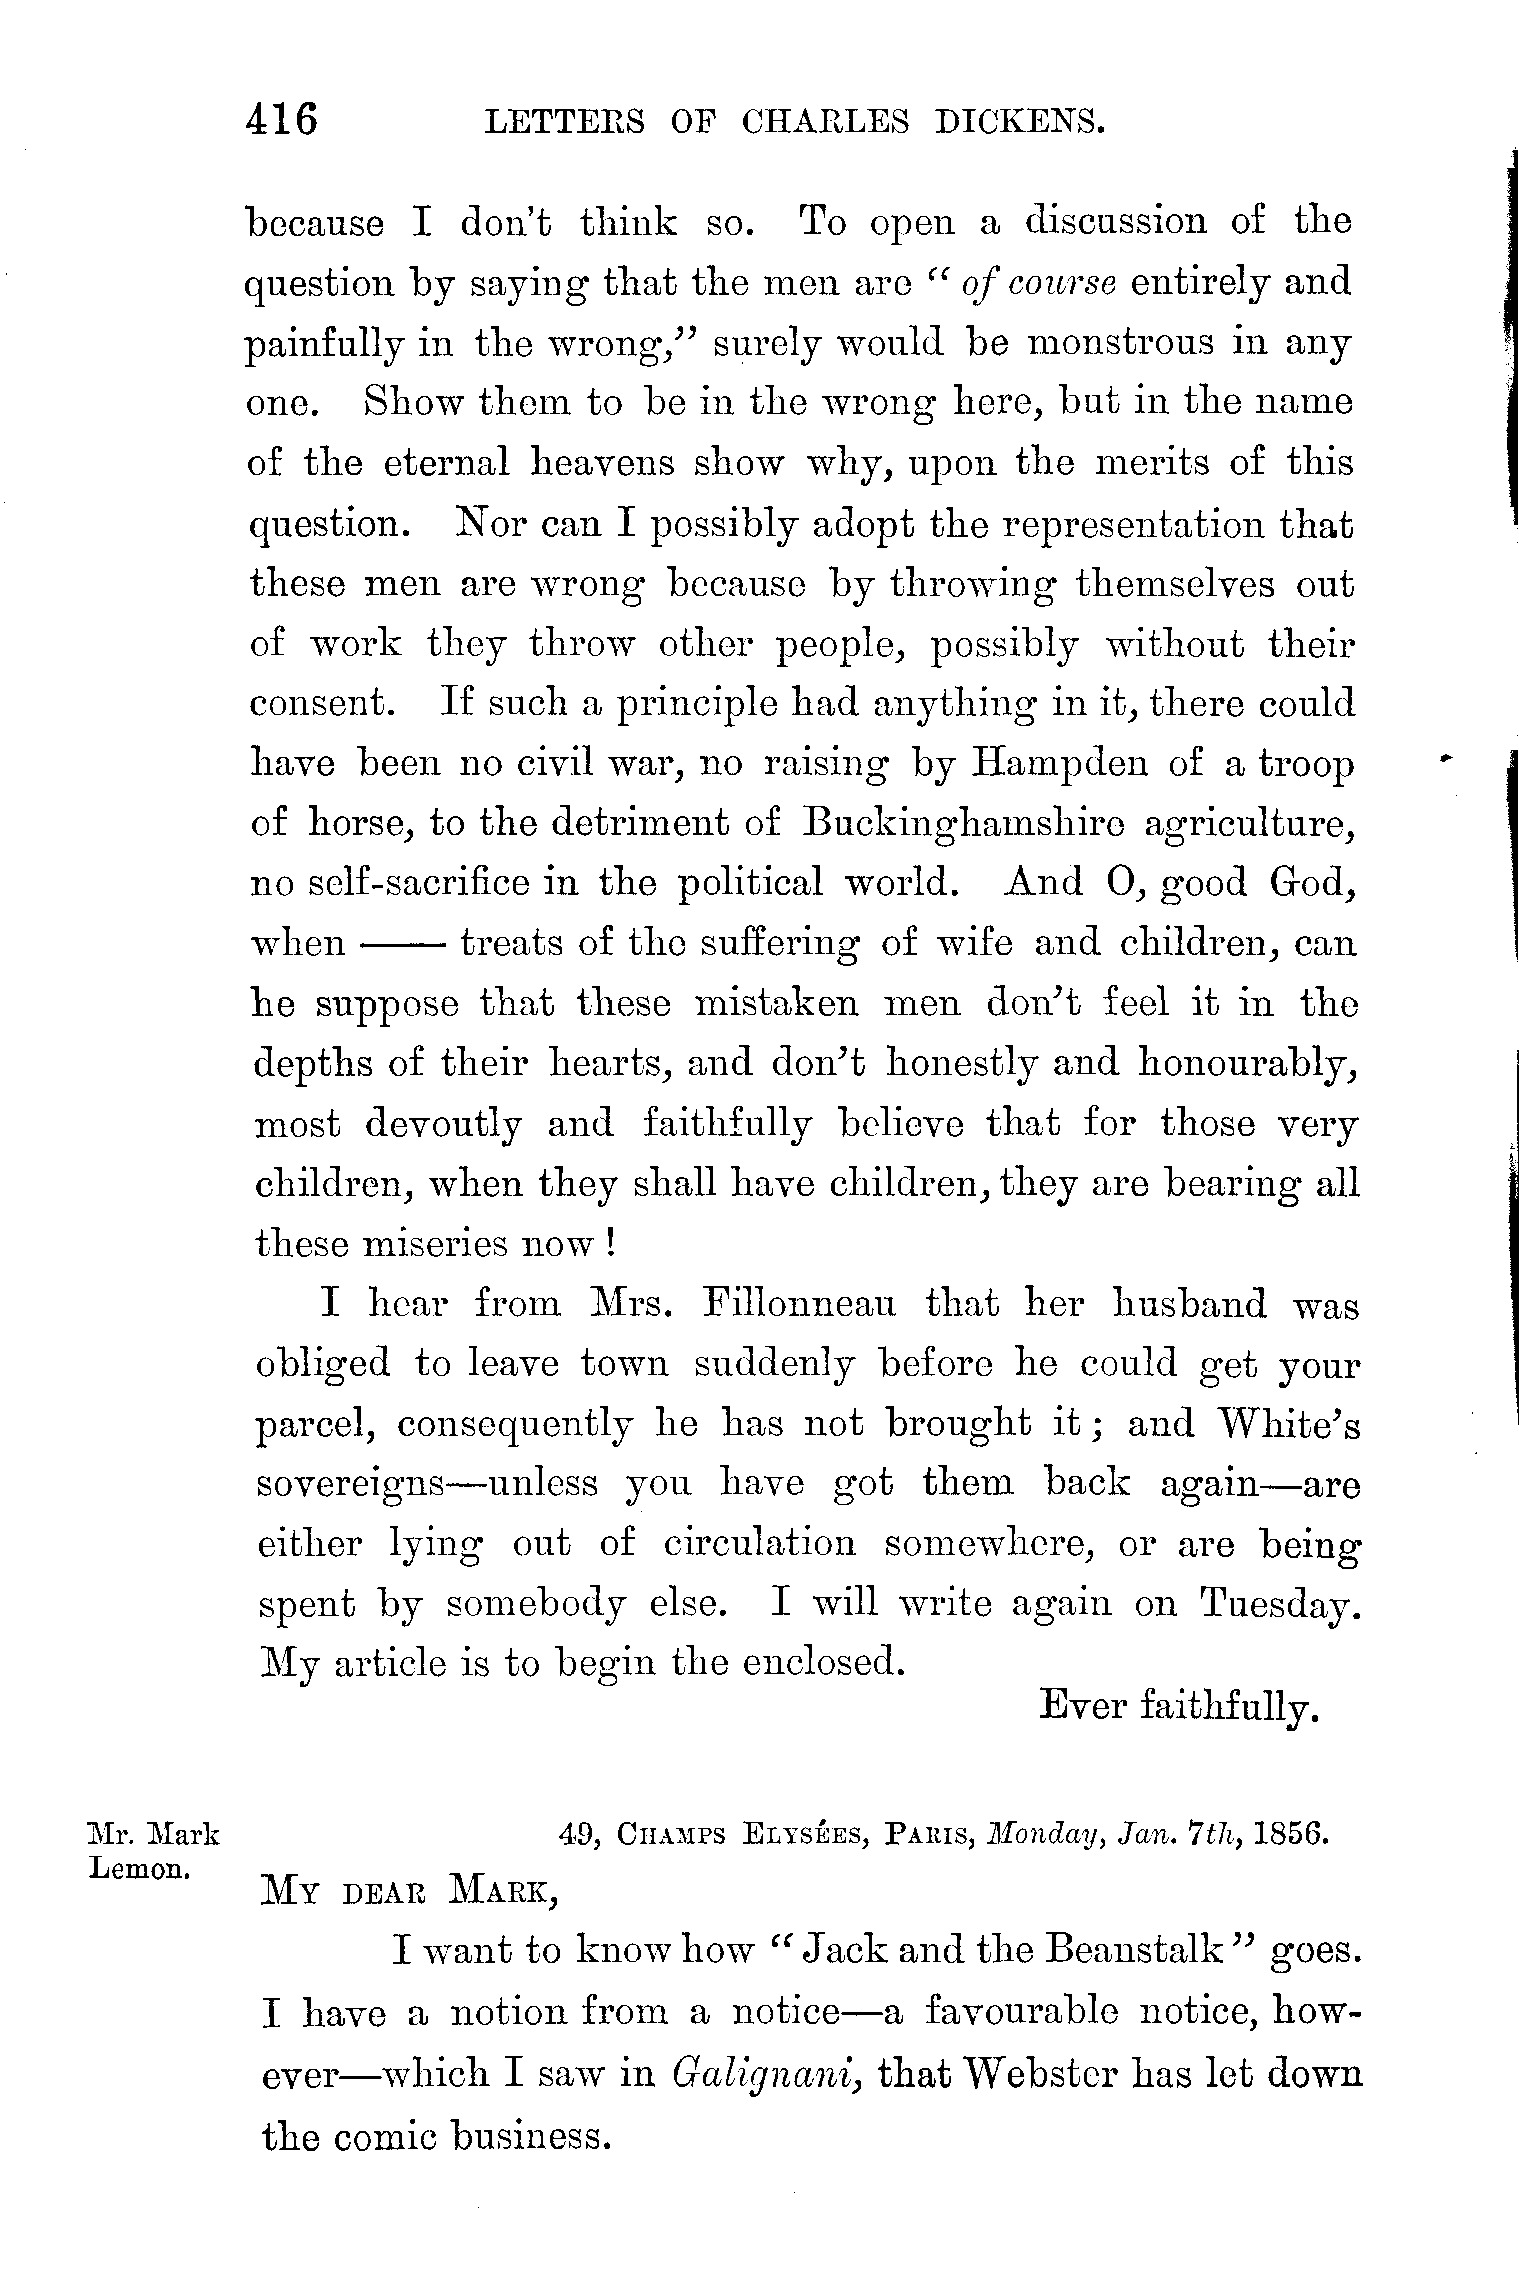 416 LETTERS OF CHARLES DICKENS.
because I don't think so. To open a discussion of the
question by saying that the men are “ of course entirely and
painfully in the wrong,” surely would be monstrous in any
one. Show them to be in the wrong here, but in the name
of the eternal heavens show why, upon the merits of this
question. Nor can I possibly adopt the representation that
these men are wrong because by throwing themselves out
of work they throw other people, possibly without their
consent. If such a principle had anything in it, there could
have been no civil war, no raising by Hampden of a troop
of horse, to the detriment of Buckinghamshire agriculture,
no self-sacrifice in the political world. And O, good God,
when —— treats of the suffering of wife and children, can
he suppose that these mistaken men don't feel it in the
depths of their hearts, and don't honestly and honourably,
most devoutly and faithfully believe that for those very
children, when they shall have children, they are bearing all
these miseries now !
I hear from Mrs. Fillonneau that her husband was
obliged to leave town suddenly before he could get your
parcel, consequently he has not brought it ; and White's
sovereigns—unless you have got them back again—are
either lying out of circulation somewhere, or are being
spent by somebody else. I will write again on Tuesday.
My article is to begin the enclosed.
Ever faithfully.
Mr. Mark
Lemon.
49, CHAMPS ELYSÉES, PARIS, Monday, Jan. 7th, 1856.
MY DEAR MARK,
I want to know how “ Jack and the Beanstalk ” goes.
I have a notion from a notice—a favourable notice, how-
ever—which I saw in Galignani, that Webster has let down
the comic business.